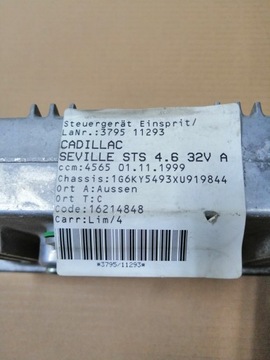 Steuergerät Einsprit/
LaNr.:3795 11293
CADILLAC
SEVILLE STS 4.6 32V A
ccm:4565 01.11.1999
Chassis:1G6KY5493XU919844
Ort A:Aussen
Ort T:C
Code:16214848
Carr:Lim/4
*3795/11293*